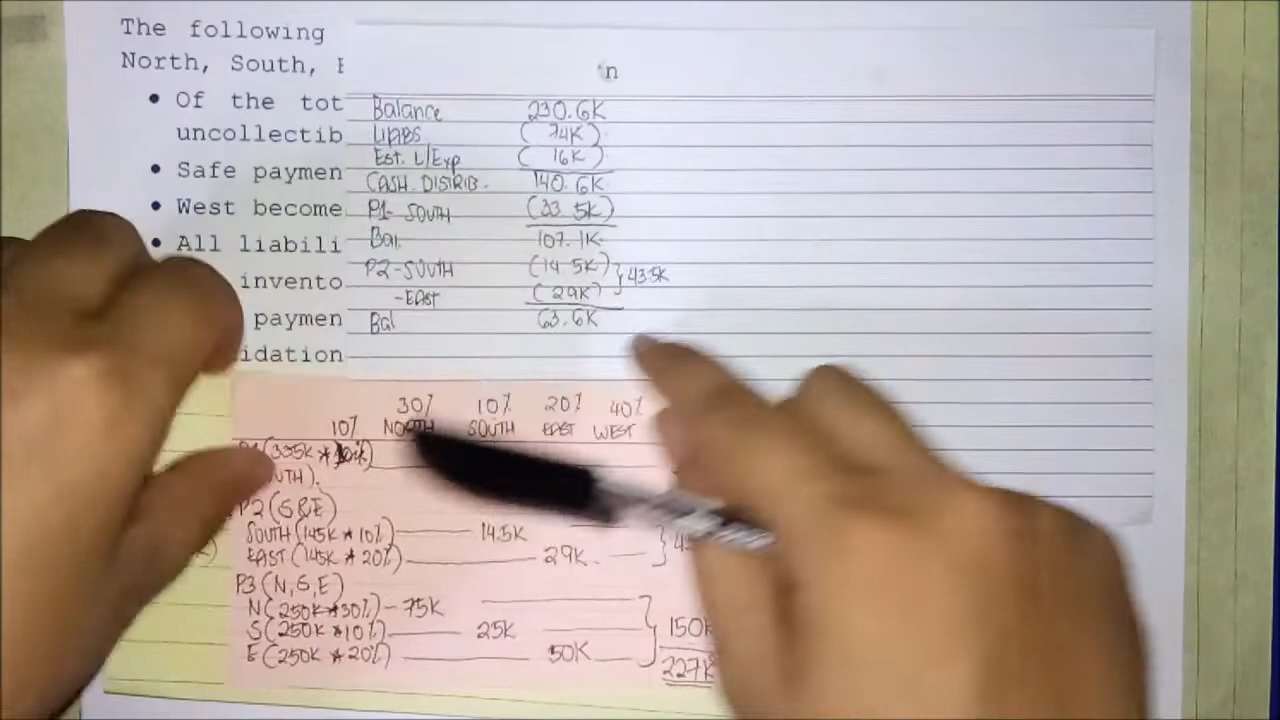 The following
North, South, E
n
• Of the tot
uncollectib
• Safe paymen
• West become
• All liabili
invento
paymen
idation
Balance 230.6K
LIABS ( 74K )
Est. L/Exp ( 16K )
CASH DISTRIB. 140.6K
P1- SOUTH (33.5K)
Bal. 107.1K
P2-SOUTH (14.5K) } 43.5K
-EAST ( 29K )
Bal 63.6K
30% 10% 20% 40%
10% NORTH SOUTH EAST WEST
(335K * 10%)
UTH).
P2 (S&E)
SOUTH (145K * 10%) 14.5K
EAST (145K * 20%) 29K
P3 (N,S,E)
N (250K * 30%) - 75K
S (250K * 10%) 25K 150K
E (250K * 20%) 50K 227K